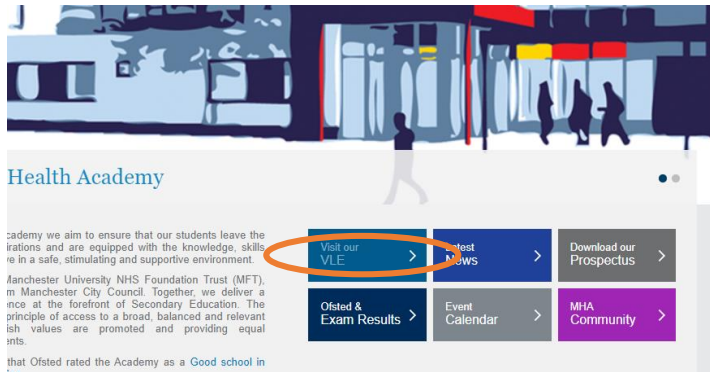 Health Academy
cademy we aim to ensure that our students leave the
irations and are equipped with the knowledge, skills
ve in a safe, stimulating and supportive environment.
Manchester University NHS Foundation Trust (MFT),
m Manchester City Council. Together, we deliver a
ence at the forefront of Secondary Education. The
principle of access to a broad, balanced and relevant
ish values are promoted and providing equal
ents.
that Ofsted rated the Academy as a Good school in
Visit our
VLE
Latest
News
Download our
Prospectus
Ofsted &
Exam Results
Event
Calendar
MHA
Community